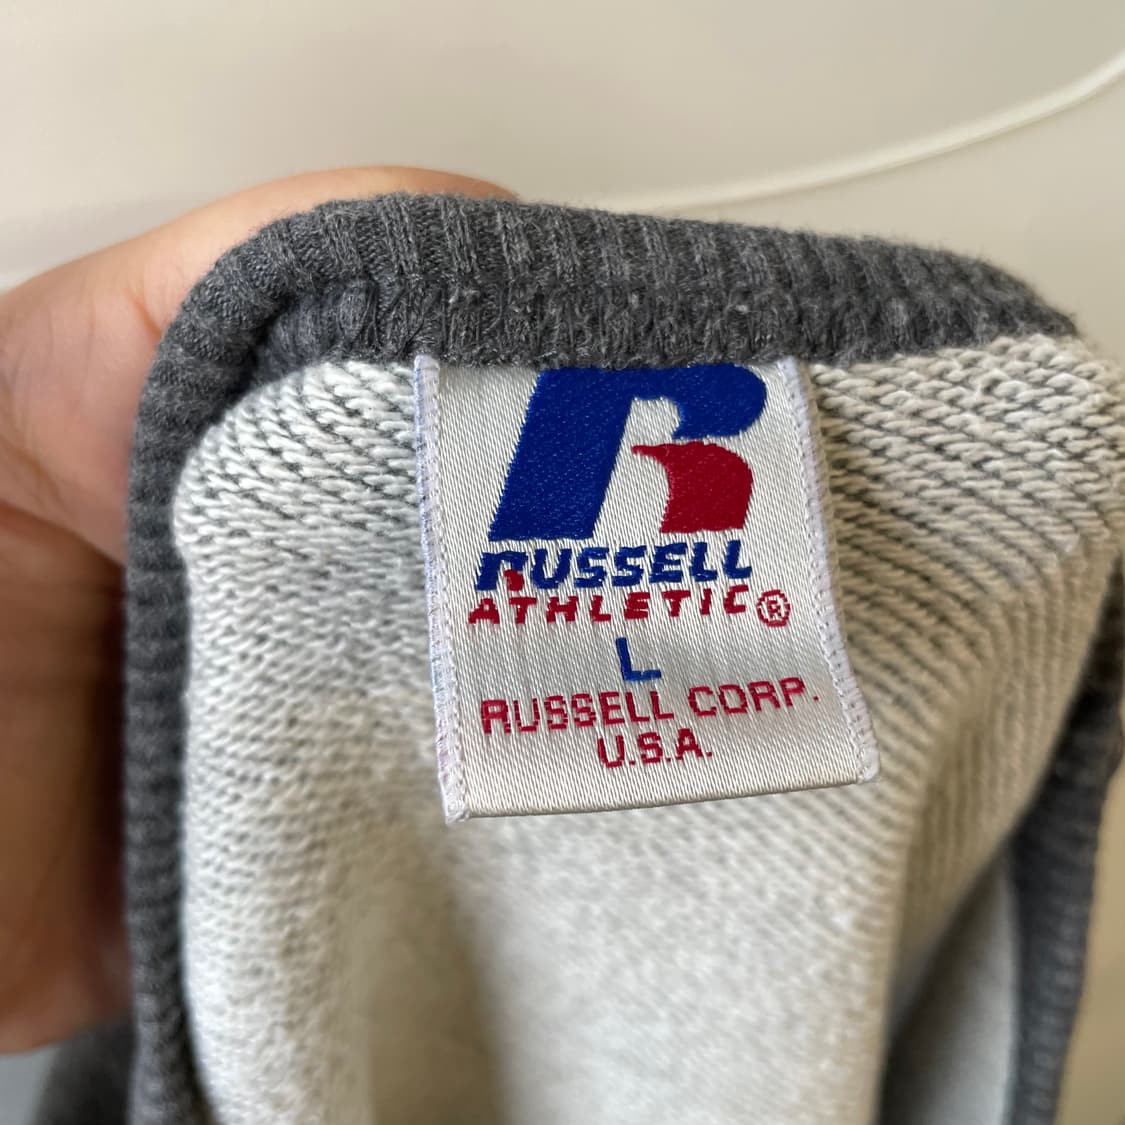 R
RUSSELL
ATHLETIC®
L
RUSSELL CORP.
U.S.A.